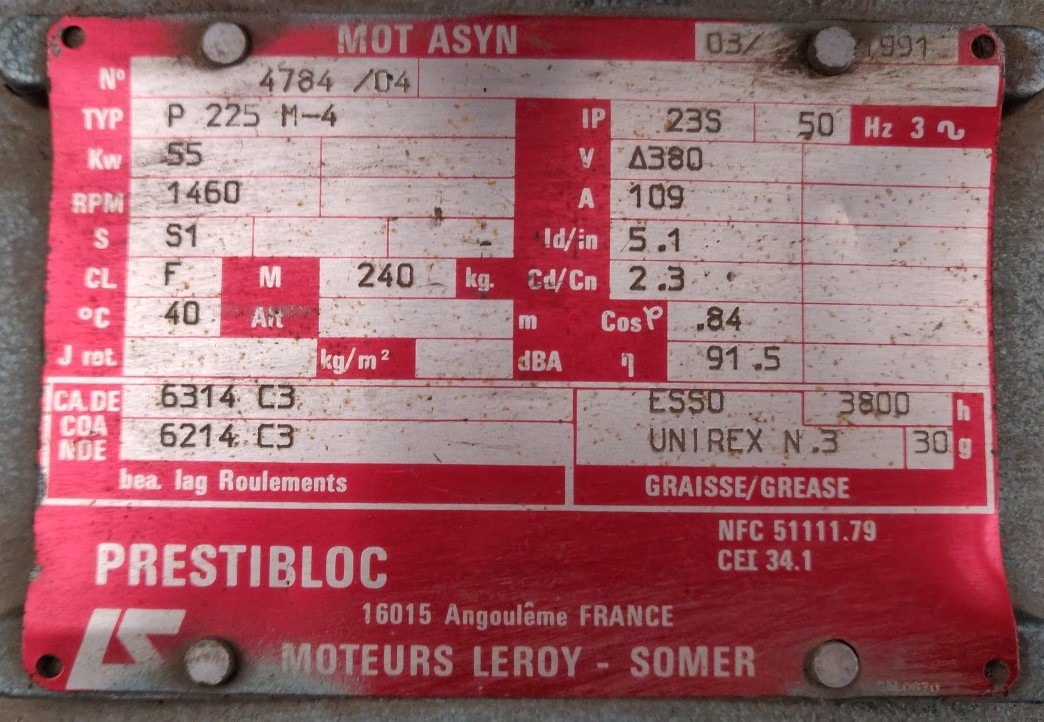 MOT ASYN 03/ 1991
N° 4784 /04
TYP P 225 M-4 IP 23S 50 Hz 3 ∿
Kw 55 V Δ380
RPM 1460 A 109
S S1 Id/in 5.1
CL F M 240 kg. Cd/Cn 2.3
°C 40 Alt m Cos φ .84
J rot. kg/m² dBA η 91.5
CA.DE 6314 C3 ESSO 3800 h
COA
NDE 6214 C3 UNIREX N.3 30 g
bea. lag Roulements GRAISSE/GREASE
NFC 51111.79
CEI 34.1
PRESTIBLOC
16015 Angoulême FRANCE
LS MOTEURS LEROY - SOMER